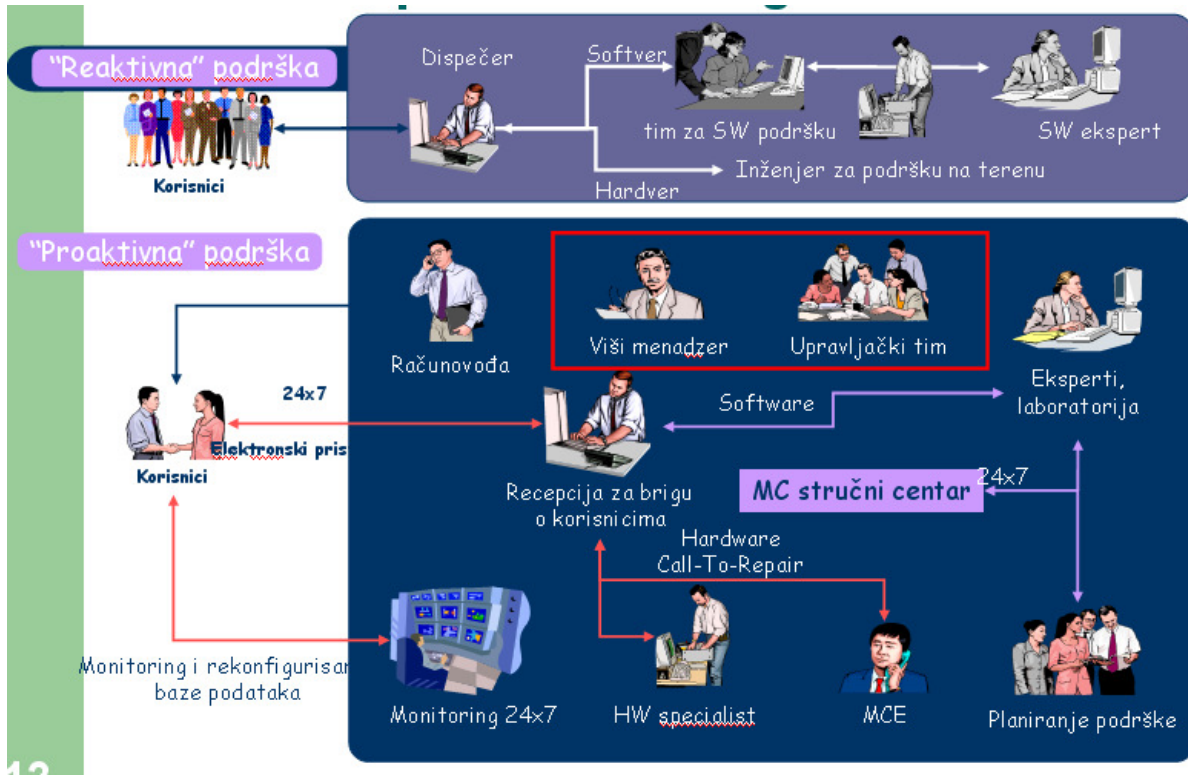 "Reaktivna" podrška
Dispečer
Softver
tim za SW podršku
SW ekspert
Inženjer za podršku na terenu
Hardver
Korisnici
"Proaktivna" podrška
Računovođa
Viši menadzer
Upravljački tim
Eksperti,
laboratorija
24x7
Elektronski pris
Korisnici
Software
Recepcija za brigu
o korisnicima
MC stručni centar
24x7
Hardware
Call-To-Repair
Monitoring i rekonfigurisan
baze podataka
Monitoring 24x7
HW specialist
MCE
Planiranje podrške